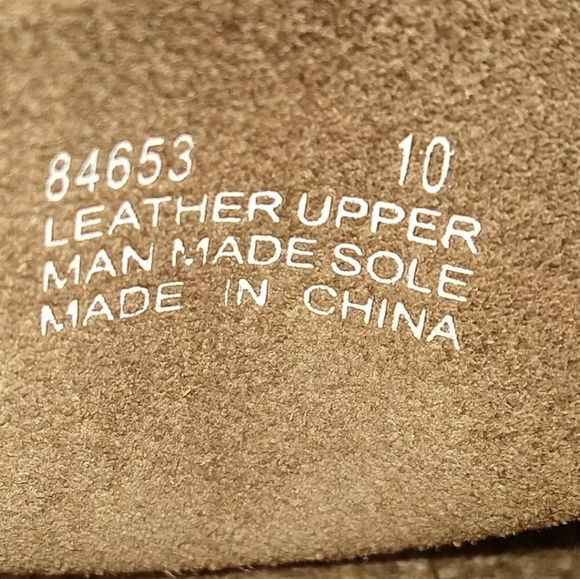 84653 10
LEATHER UPPER
MAN MADE SOLE
MADE IN CHINA